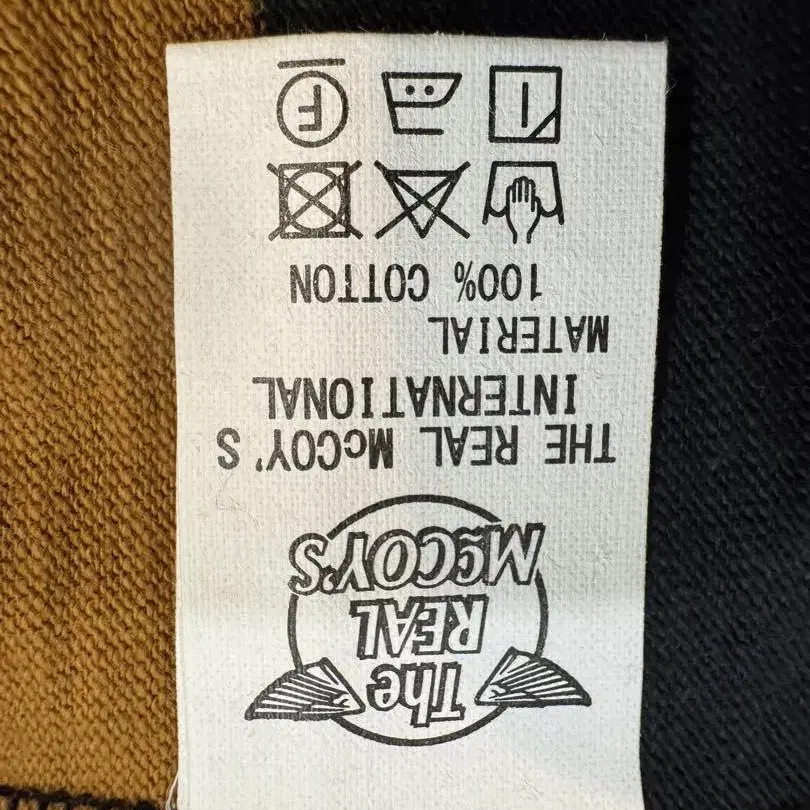 The
REAL
McCOY'S
THE REAL McCOY'S
INTERNATIONAL
MATERIAL
100% COTTON
F